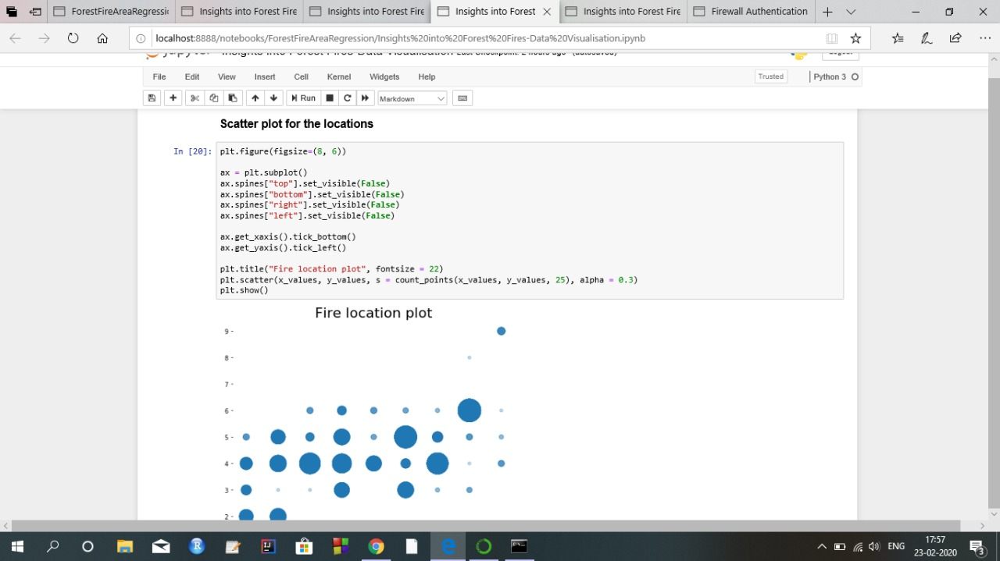 ForestFireAreaRegressic
Insights into Forest Fires
Insights into Forest Fire
Insights into Forest
Insights into Forest Fire
Firewall Authentication
localhost:8888/notebooks/ForestFireAreaRegression/Insights%20into%20Forest%20Fires-Data%20Visualisation.ipynb
File Edit View Insert Cell Kernel Widgets Help Trusted Python 3
Run Markdown
Scatter plot for the locations
In [20]:
plt.figure(figsize=(8, 6))
ax = plt.subplot()
ax.spines["top"].set_visible(False)
ax.spines["bottom"].set_visible(False)
ax.spines["right"].set_visible(False)
ax.spines["left"].set_visible(False)
ax.get_xaxis().tick_bottom()
ax.get_yaxis().tick_left()
plt.title("Fire location plot", fontsize = 22)
plt.scatter(x_values, y_values, s = count_points(x_values, y_values, 25), alpha = 0.3)
plt.show()
Fire location plot
9
8
7
6
5
4
3
2
ENG
17:57
23-02-2020
3